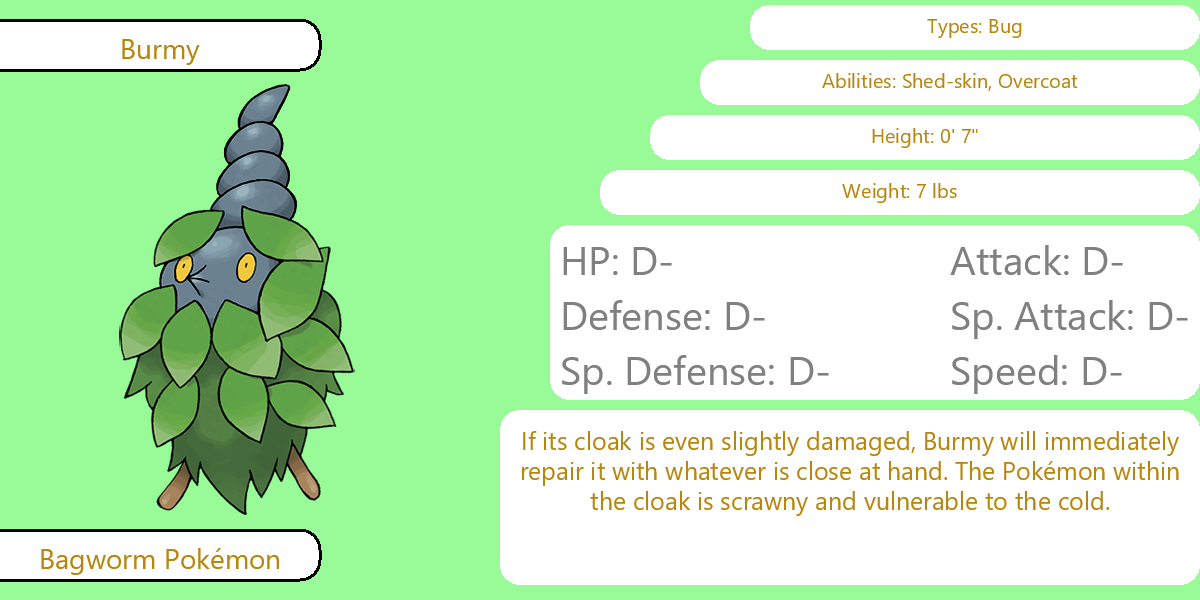 Burmy
Types: Bug
Abilities: Shed-skin, Overcoat
Height: 0' 7"
Weight: 7 lbs
HP: D-
Attack: D-
Defense: D-
Sp. Attack: D-
Sp. Defense: D-
Speed: D-
If its cloak is even slightly damaged, Burmy will immediately
repair it with whatever is close at hand. The Pokémon within
the cloak is scrawny and vulnerable to the cold.
Bagworm Pokémon